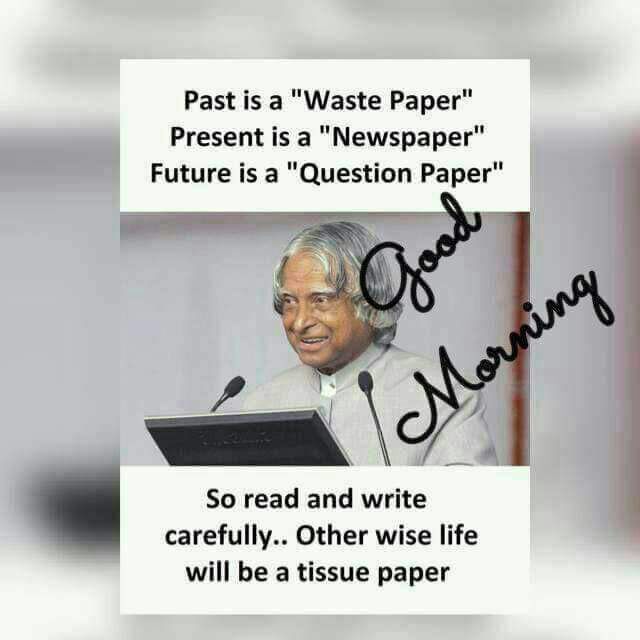 Past is a "Waste Paper"
Present is a "Newspaper"
Future is a "Question Paper"
Good
Morning
So read and write
carefully.. Other wise life
will be a tissue paper